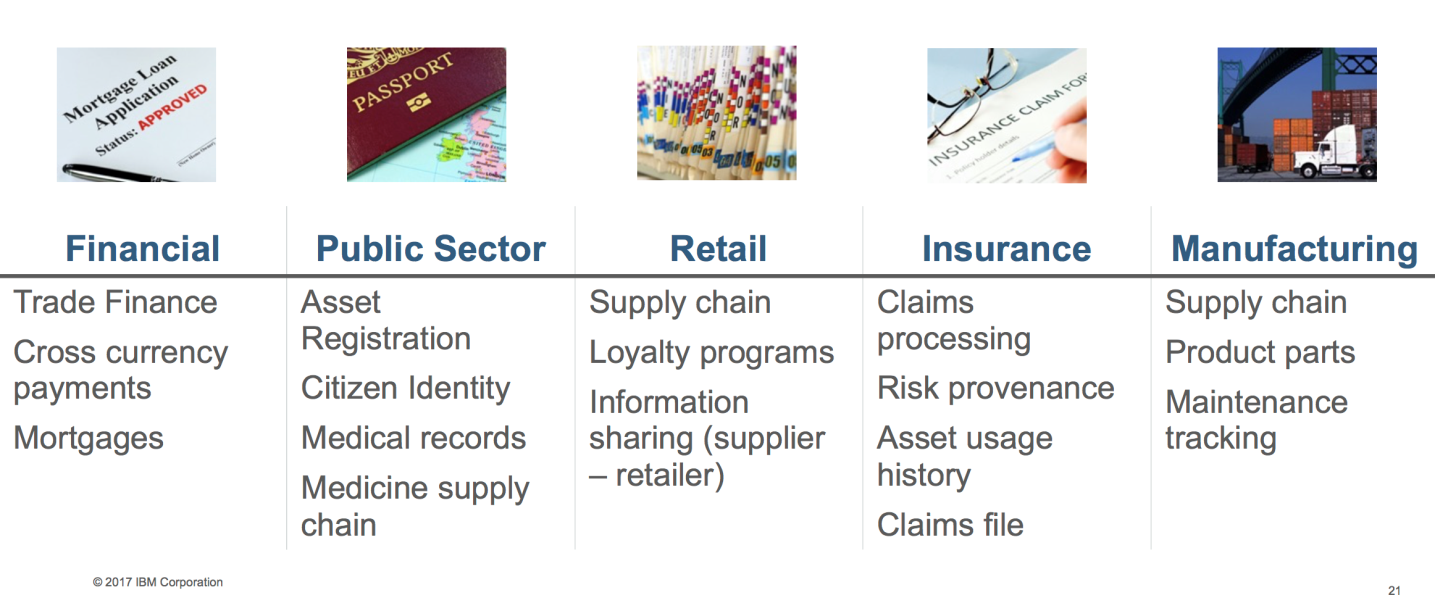 Mortgage Loan
Application
Status: APPROVED
PASSPORT
INSURANCE CLAIM FOR
Financial
Public Sector
Retail
Insurance
Manufacturing
Trade Finance
Cross currency
payments
Mortgages
Asset
Registration
Citizen Identity
Medical records
Medicine supply
chain
Supply chain
Loyalty programs
Information
sharing (supplier
– retailer)
Claims
processing
Risk provenance
Asset usage
history
Claims file
Supply chain
Product parts
Maintenance
tracking
© 2017 IBM Corporation
21